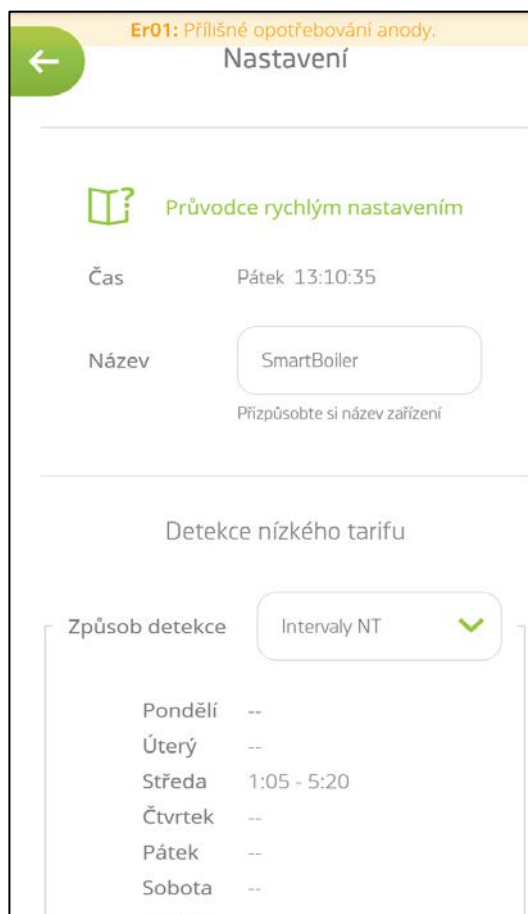 Er01: Přílišné opotřebování anody.
Nastavení
Průvodce rychlým nastavením
Čas Pátek 13:10:35
Název SmartBoiler
Přizpůsobte si název zařízení
Detekce nízkého tarifu
Způsob detekce Intervaly NT
Pondělí --
Úterý --
Středa 1:05 - 5:20
Čtvrtek --
Pátek --
Sobota --